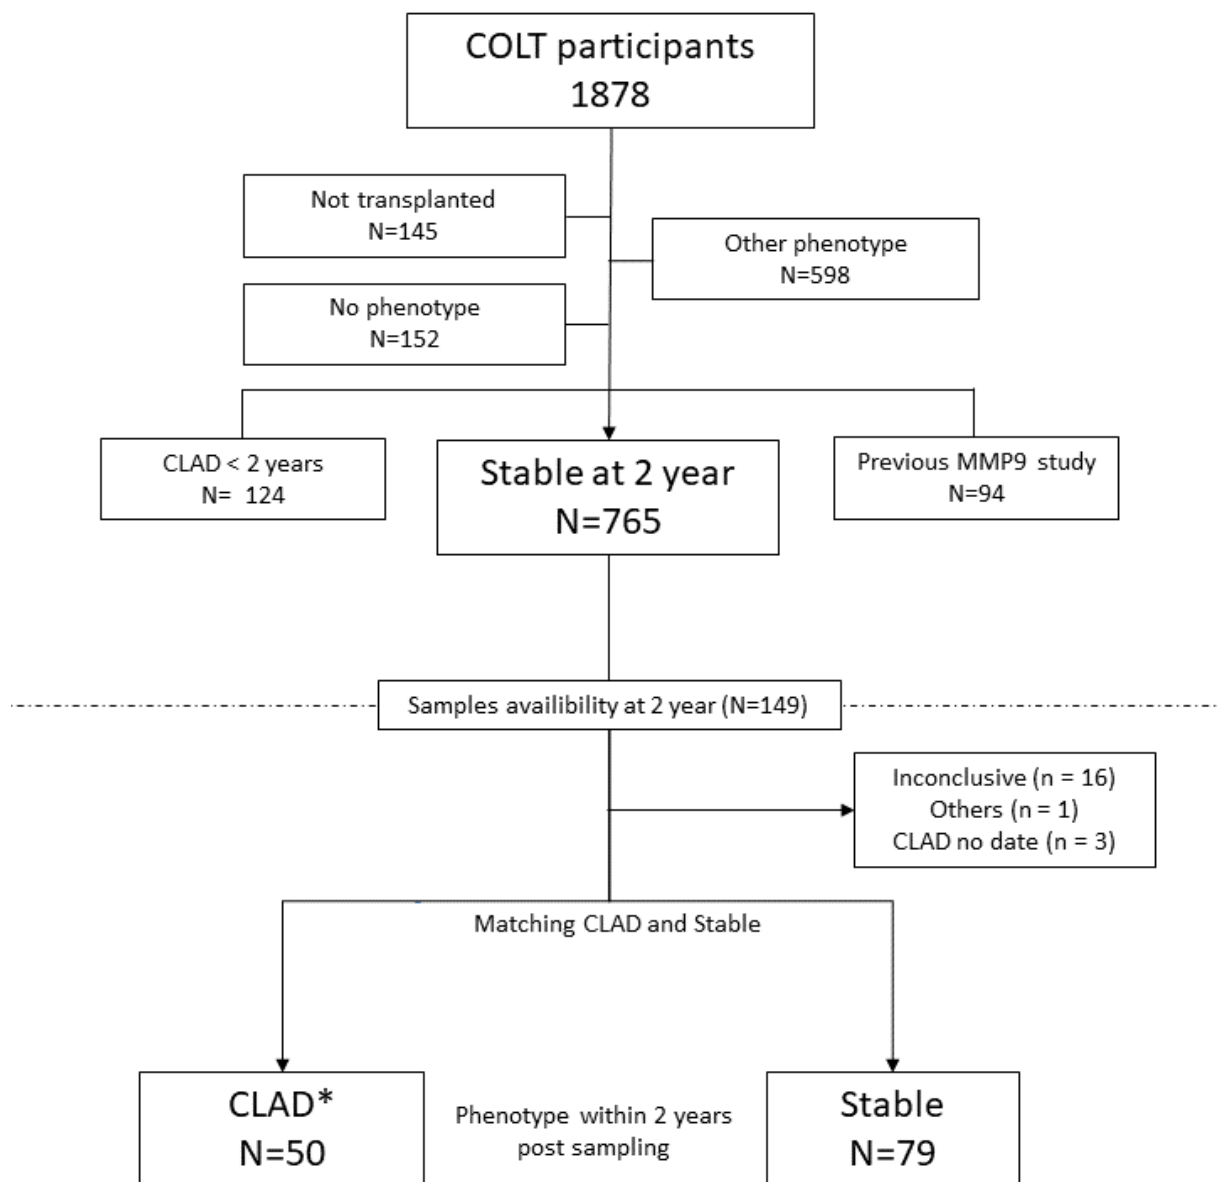 COLT participants
1878
Not transplanted
N=145
Other phenotype
N=598
No phenotype
N=152
CLAD < 2 years
N= 124
Stable at 2 year
N=765
Previous MMP9 study
N=94
Samples availibility at 2 year (N=149)
Inconclusive (n = 16)
Others (n = 1)
CLAD no date (n = 3)
Matching CLAD and Stable
CLAD*
N=50
Phenotype within 2 years
post sampling
Stable
N=79